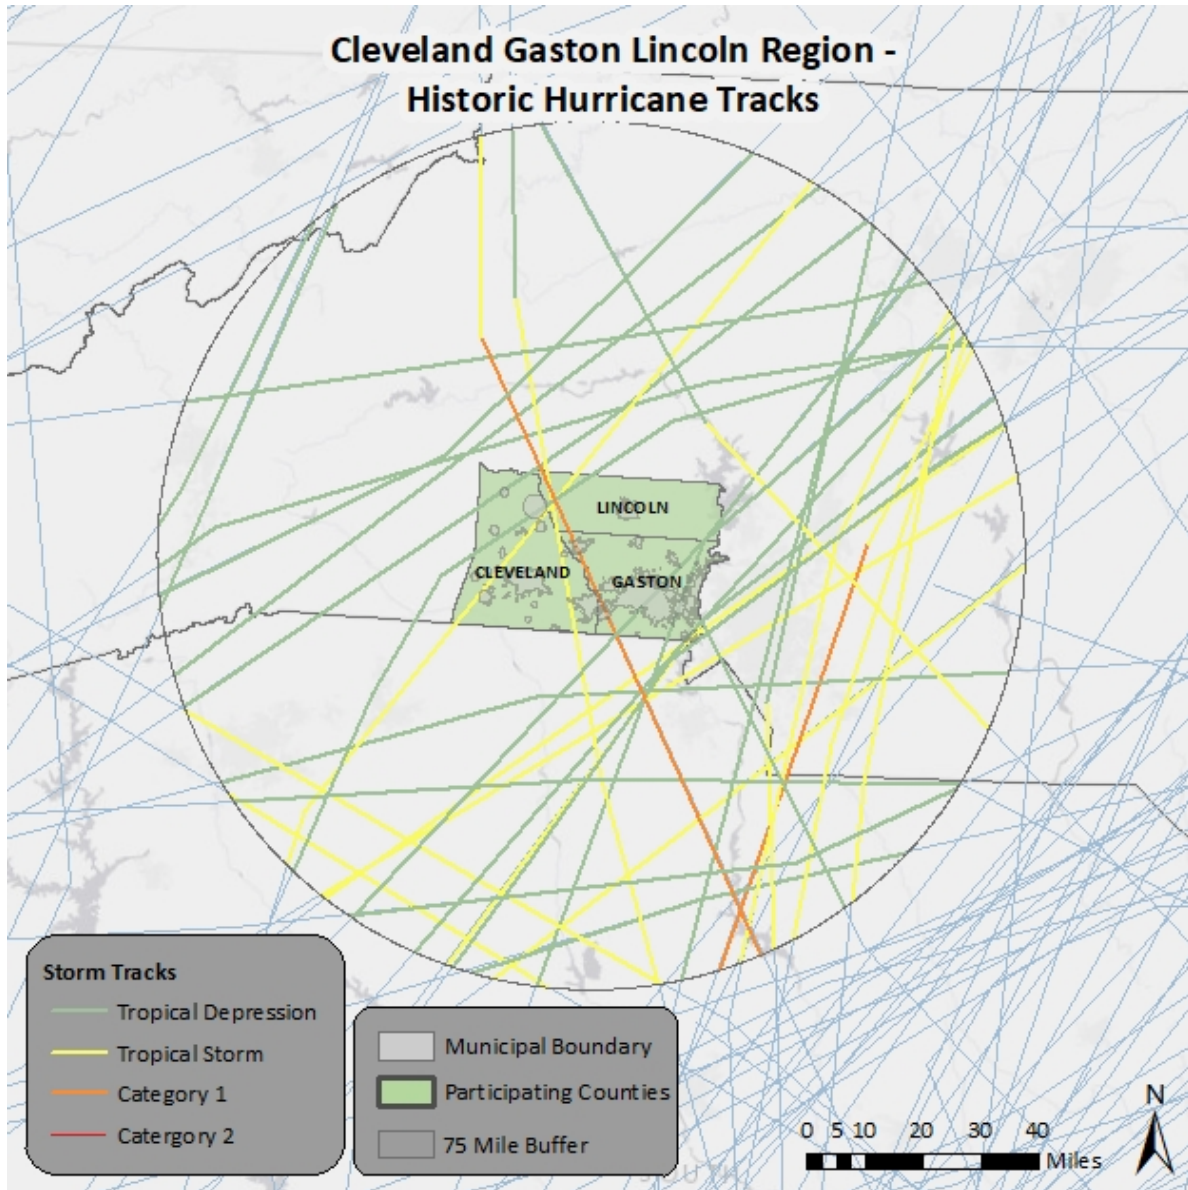 Cleveland Gaston Lincoln Region -
Historic Hurricane Tracks
LINCOLN
CLEVELAND
GASTON
Storm Tracks
Tropical Depression
Tropical Storm
Category 1
Catergory 2
Municipal Boundary
Participating Counties
75 Mile Buffer
N
0 5 10 20 30 40
Miles